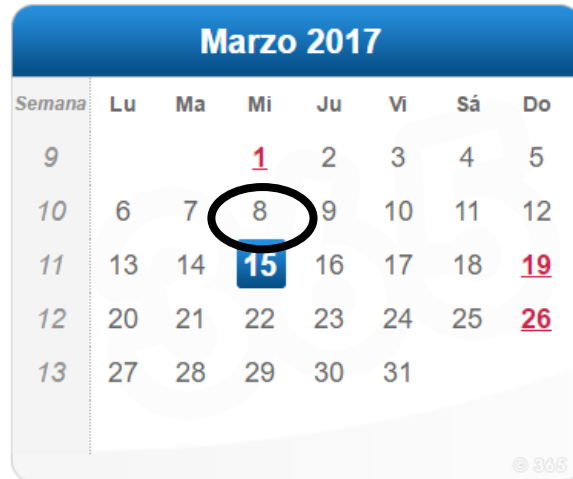 Marzo 2017
Semana Lu Ma Mi Ju Vi Sá Do
9 1 2 3 4 5
10 6 7 8 9 10 11 12
11 13 14 15 16 17 18 19
12 20 21 22 23 24 25 26
13 27 28 29 30 31
© 365